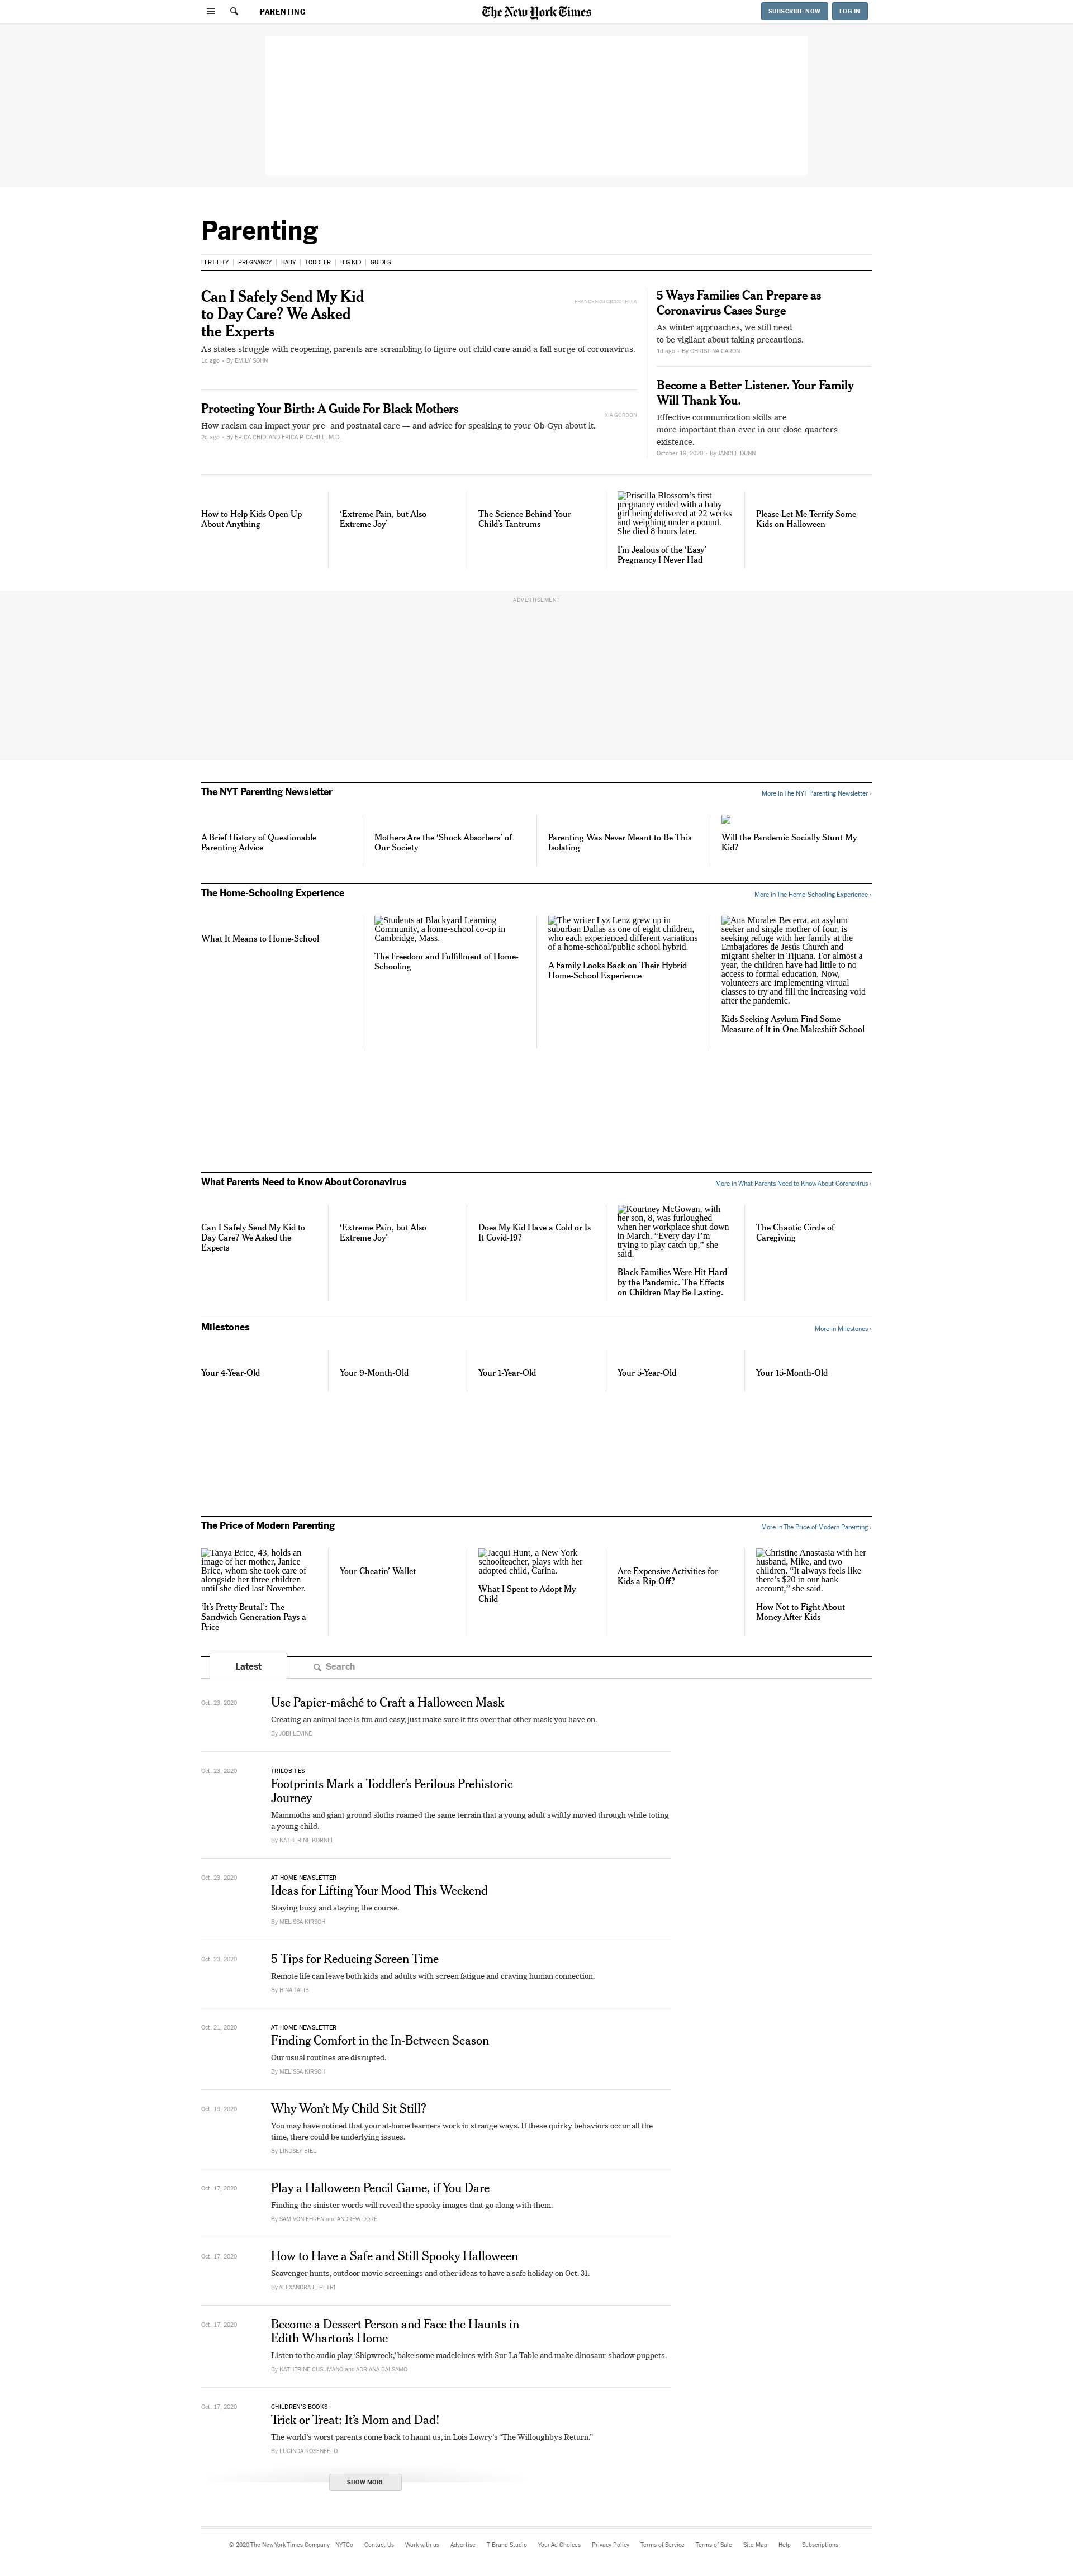 PARENTING
The New York Times
SUBSCRIBE NOW
LOG IN
Parenting
FERTILITY | PREGNANCY | BABY | TODDLER | BIG KID | GUIDES
Can I Safely Send My Kid
to Day Care? We Asked
the Experts
FRANCESCO CICCOLELLA
As states struggle with reopening, parents are scrambling to figure out child care amid a fall surge of coronavirus.
1d ago • By EMILY SOHN
Protecting Your Birth: A Guide For Black Mothers
XIA GORDON
How racism can impact your pre- and postnatal care — and advice for speaking to your Ob-Gyn about it.
2d ago • By ERICA CHIDI AND ERICA P. CAHILL, M.D.
5 Ways Families Can Prepare as
Coronavirus Cases Surge
As winter approaches, we still need
to be vigilant about taking precautions.
1d ago • By CHRISTINA CARON
Become a Better Listener. Your Family
Will Thank You.
Effective communication skills are
more important than ever in our close-quarters
existence.
October 19, 2020 • By JANCEE DUNN
How to Help Kids Open Up
About Anything
‘Extreme Pain, but Also
Extreme Joy’
The Science Behind Your
Child’s Tantrums
Priscilla Blossom’s first
pregnancy ended with a baby
girl being delivered at 22 weeks
and weighing under a pound.
She died 8 hours later.
I’m Jealous of the ‘Easy’
Pregnancy I Never Had
Please Let Me Terrify Some
Kids on Halloween
ADVERTISEMENT
The NYT Parenting Newsletter
More in The NYT Parenting Newsletter ›
A Brief History of Questionable
Parenting Advice
Mothers Are the ‘Shock Absorbers’ of
Our Society
Parenting Was Never Meant to Be This
Isolating
Will the Pandemic Socially Stunt My
Kid?
The Home-Schooling Experience
More in The Home-Schooling Experience ›
What It Means to Home-School
Students at Blackyard Learning
Community, a home-school co-op in
Cambridge, Mass.
The Freedom and Fulfillment of Home-
Schooling
The writer Lyz Lenz grew up in
suburban Dallas as one of eight children,
who each experienced different variations
of a home-school/public school hybrid.
A Family Looks Back on Their Hybrid
Home-School Experience
Ana Morales Becerra, an asylum
seeker and single mother of four, is
seeking refuge with her family at the
Embajadores de Jesús Church and
migrant shelter in Tijuana. For almost a
year, the children have had little to no
access to formal education. Now,
volunteers are implementing virtual
classes to try and fill the increasing void
after the pandemic.
Kids Seeking Asylum Find Some
Measure of It in One Makeshift School
What Parents Need to Know About Coronavirus
More in What Parents Need to Know About Coronavirus ›
Can I Safely Send My Kid to
Day Care? We Asked the
Experts
‘Extreme Pain, but Also
Extreme Joy’
Does My Kid Have a Cold or Is
It Covid-19?
Kourtney McGowan, with
her son, 8, was furloughed
when her workplace shut down
in March. “Every day I’m
trying to play catch up,” she
said.
Black Families Were Hit Hard
by the Pandemic. The Effects
on Children May Be Lasting.
The Chaotic Circle of
Caregiving
Milestones
More in Milestones ›
Your 4-Year-Old
Your 9-Month-Old
Your 1-Year-Old
Your 5-Year-Old
Your 15-Month-Old
The Price of Modern Parenting
More in The Price of Modern Parenting ›
Tanya Brice, 43, holds an
image of her mother, Janice
Brice, whom she took care of
alongside her three children
until she died last November.
‘It’s Pretty Brutal’: The
Sandwich Generation Pays a
Price
Your Cheatin’ Wallet
Jacqui Hunt, a New York
schoolteacher, plays with her
adopted child, Carina.
What I Spent to Adopt My
Child
Are Expensive Activities for
Kids a Rip-Off?
Christine Anastasia with her
husband, Mike, and two
children. “It always feels like
there’s $20 in our bank
account,” she said.
How Not to Fight About
Money After Kids
Latest
Search
Oct. 23, 2020
Use Papier-mâché to Craft a Halloween Mask
Creating an animal face is fun and easy, just make sure it fits over that other mask you have on.
By JODI LEVINE
Oct. 23, 2020
TRILOBITES
Footprints Mark a Toddler’s Perilous Prehistoric
Journey
Mammoths and giant ground sloths roamed the same terrain that a young adult swiftly moved through while toting
a young child.
By KATHERINE KORNEI
Oct. 23, 2020
AT HOME NEWSLETTER
Ideas for Lifting Your Mood This Weekend
Staying busy and staying the course.
By MELISSA KIRSCH
Oct. 23, 2020
5 Tips for Reducing Screen Time
Remote life can leave both kids and adults with screen fatigue and craving human connection.
By HINA TALIB
Oct. 21, 2020
AT HOME NEWSLETTER
Finding Comfort in the In-Between Season
Our usual routines are disrupted.
By MELISSA KIRSCH
Oct. 19, 2020
Why Won’t My Child Sit Still?
You may have noticed that your at-home learners work in strange ways. If these quirky behaviors occur all the
time, there could be underlying issues.
By LINDSEY BIEL
Oct. 17, 2020
Play a Halloween Pencil Game, if You Dare
Finding the sinister words will reveal the spooky images that go along with them.
By SAM VON EHREN and ANDREW DORE
Oct. 17, 2020
How to Have a Safe and Still Spooky Halloween
Scavenger hunts, outdoor movie screenings and other ideas to have a safe holiday on Oct. 31.
By ALEXANDRA E. PETRI
Oct. 17, 2020
Become a Dessert Person and Face the Haunts in
Edith Wharton’s Home
Listen to the audio play ‘Shipwreck,’ bake some madeleines with Sur La Table and make dinosaur-shadow puppets.
By KATHERINE CUSUMANO and ADRIANA BALSAMO
Oct. 17, 2020
CHILDREN’S BOOKS
Trick or Treat: It’s Mom and Dad!
The world’s worst parents come back to haunt us, in Lois Lowry’s “The Willoughbys Return.”
By LUCINDA ROSENFELD
SHOW MORE
© 2020 The New York Times Company NYTCo Contact Us Work with us Advertise T Brand Studio Your Ad Choices Privacy Policy Terms of Service Terms of Sale Site Map Help Subscriptions